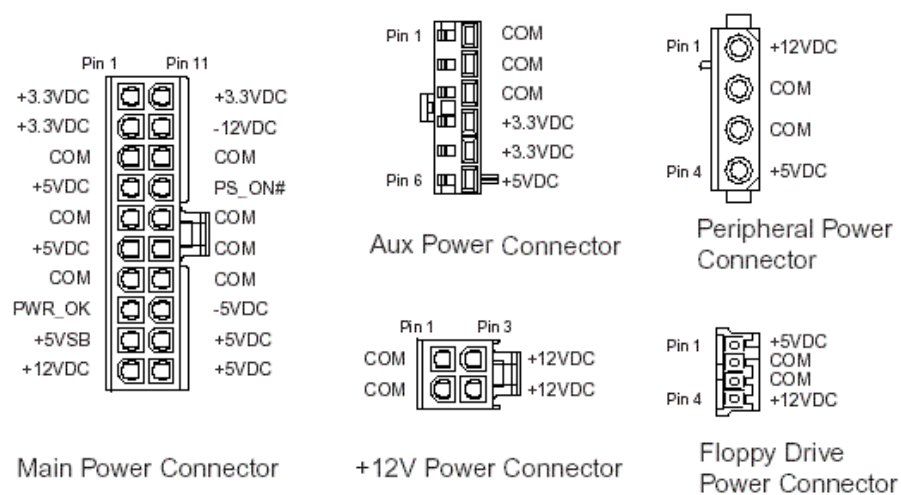 Pin 1 Pin 11
+3.3VDC +3.3VDC
+3.3VDC -12VDC
COM COM
+5VDC PS_ON#
COM COM
+5VDC COM
COM COM
PWR_OK -5VDC
+5VSB +5VDC
+12VDC +5VDC
Main Power Connector
Pin 1 COM
COM
COM
+3.3VDC
+3.3VDC
Pin 6 +5VDC
Aux Power Connector
Pin 1 +12VDC
COM
COM
Pin 4 +5VDC
Peripheral Power
Connector
Pin 1 Pin 3
COM +12VDC
COM +12VDC
+12V Power Connector
Pin 1 +5VDC
COM
COM
Pin 4 +12VDC
Floppy Drive
Power Connector